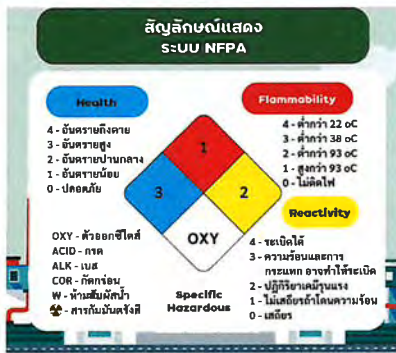 สัญลักษณ์แสดง
ระบบ NFPA
Health
4 - อันตรายถึงตาย
3 - อันตรายสูง
2 - อันตรายปานกลาง
1 - อันตรายน้อย
0 - ปลอดภัย
Flammability
4 - ต่ำกว่า 22 oC
3 - ต่ำกว่า 38 oC
2 - ต่ำกว่า 93 oC
1 - สูงกว่า 93 oC
0 - ไม่ติดไฟ
1
3
2
OXY
Reactivity
4 - ระเบิดได้
3 - ความร้อนและการ
กระแทก อาจทำให้ระเบิด
2 - ปฏิกิริยาเคมีรุนแรง
1 - ไม่เสถียรถ้าโดนความร้อน
0 - เสถียร
OXY - ตัวออกซิไดส์
ACID - กรด
ALK - เบส
COR - กัดกร่อน
W - ห้ามสัมผัสน้ำ
☢ - สารกัมมันตรังสี
Specific
Hazardous